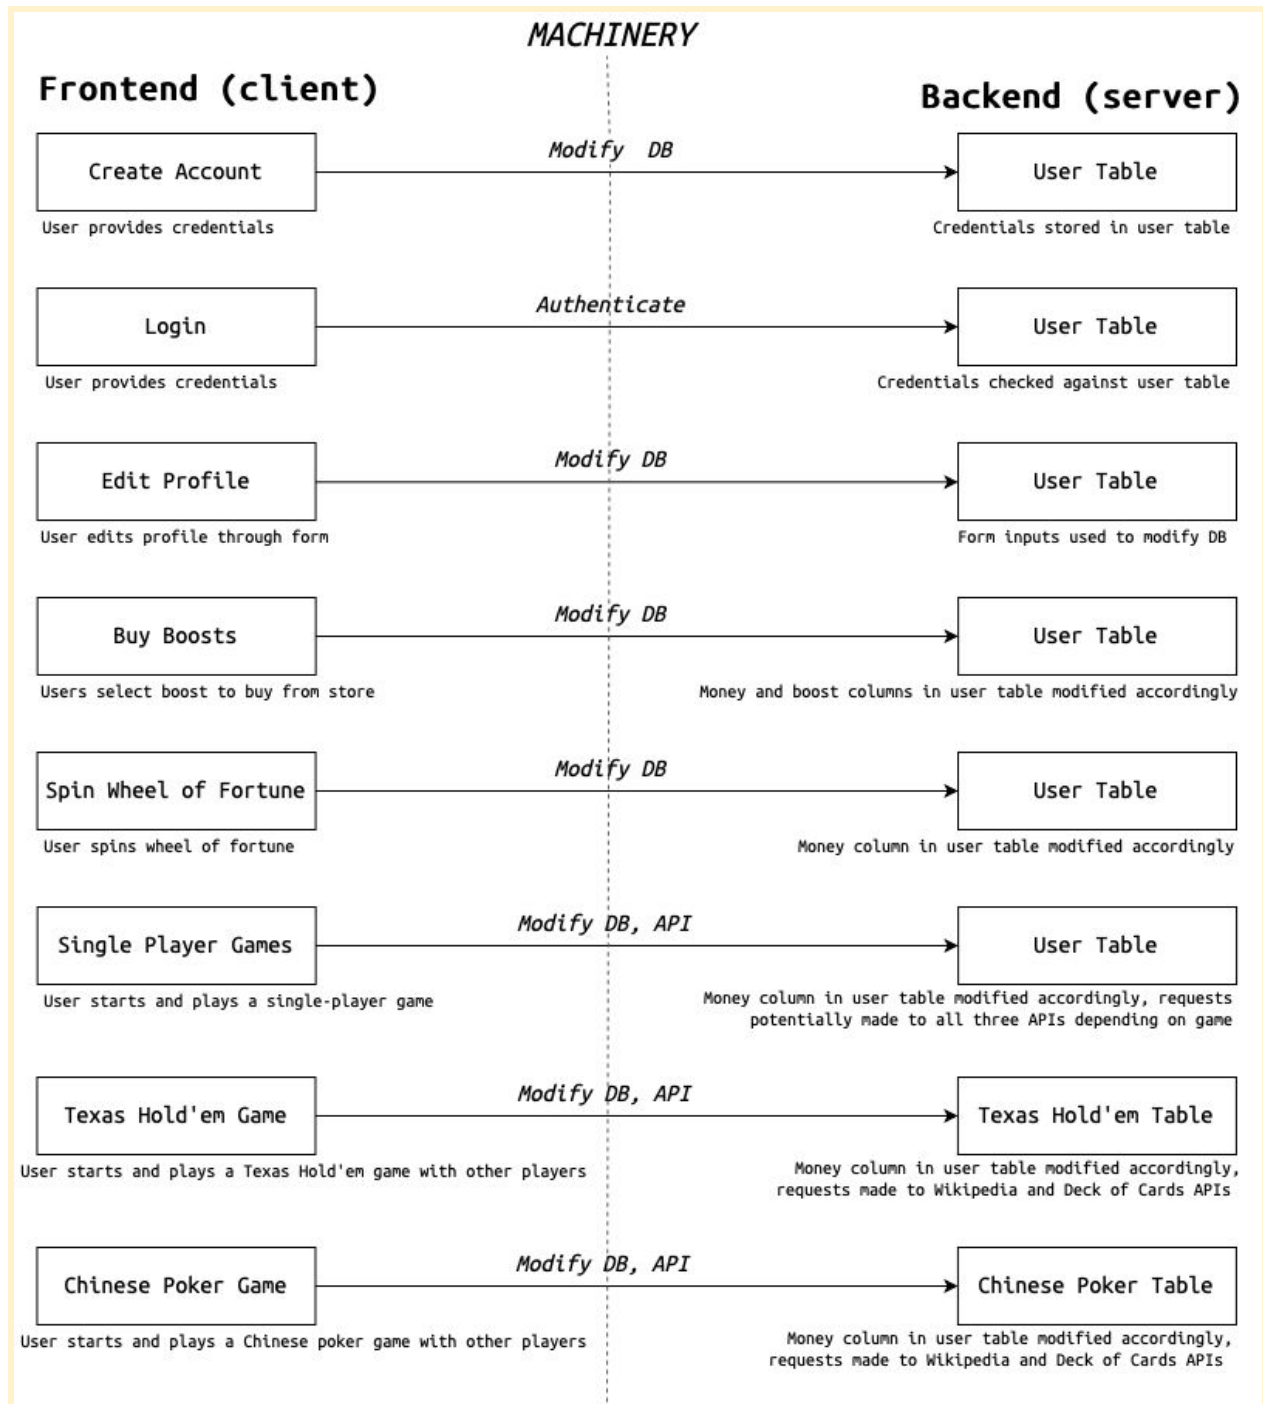 MACHINERY
Frontend (client)
Backend (server)
Create Account
Modify DB
User Table
User provides credentials
Credentials stored in user table
Login
Authenticate
User Table
User provides credentials
Credentials checked against user table
Edit Profile
Modify DB
User Table
User edits profile through form
Form inputs used to modify DB
Buy Boosts
Modify DB
User Table
Users select boost to buy from store
Money and boost columns in user table modified accordingly
Spin Wheel of Fortune
Modify DB
User Table
User spins wheel of fortune
Money column in user table modified accordingly
Single Player Games
Modify DB, API
User Table
User starts and plays a single-player game
Money column in user table modified accordingly, requests
potentially made to all three APIs depending on game
Texas Hold'em Game
Modify DB, API
Texas Hold'em Table
User starts and plays a Texas Hold'em game with other players
Money column in user table modified accordingly,
requests made to Wikipedia and Deck of Cards APIs
Chinese Poker Game
Modify DB, API
Chinese Poker Table
User starts and plays a Chinese poker game with other players
Money column in user table modified accordingly,
requests made to Wikipedia and Deck of Cards APIs